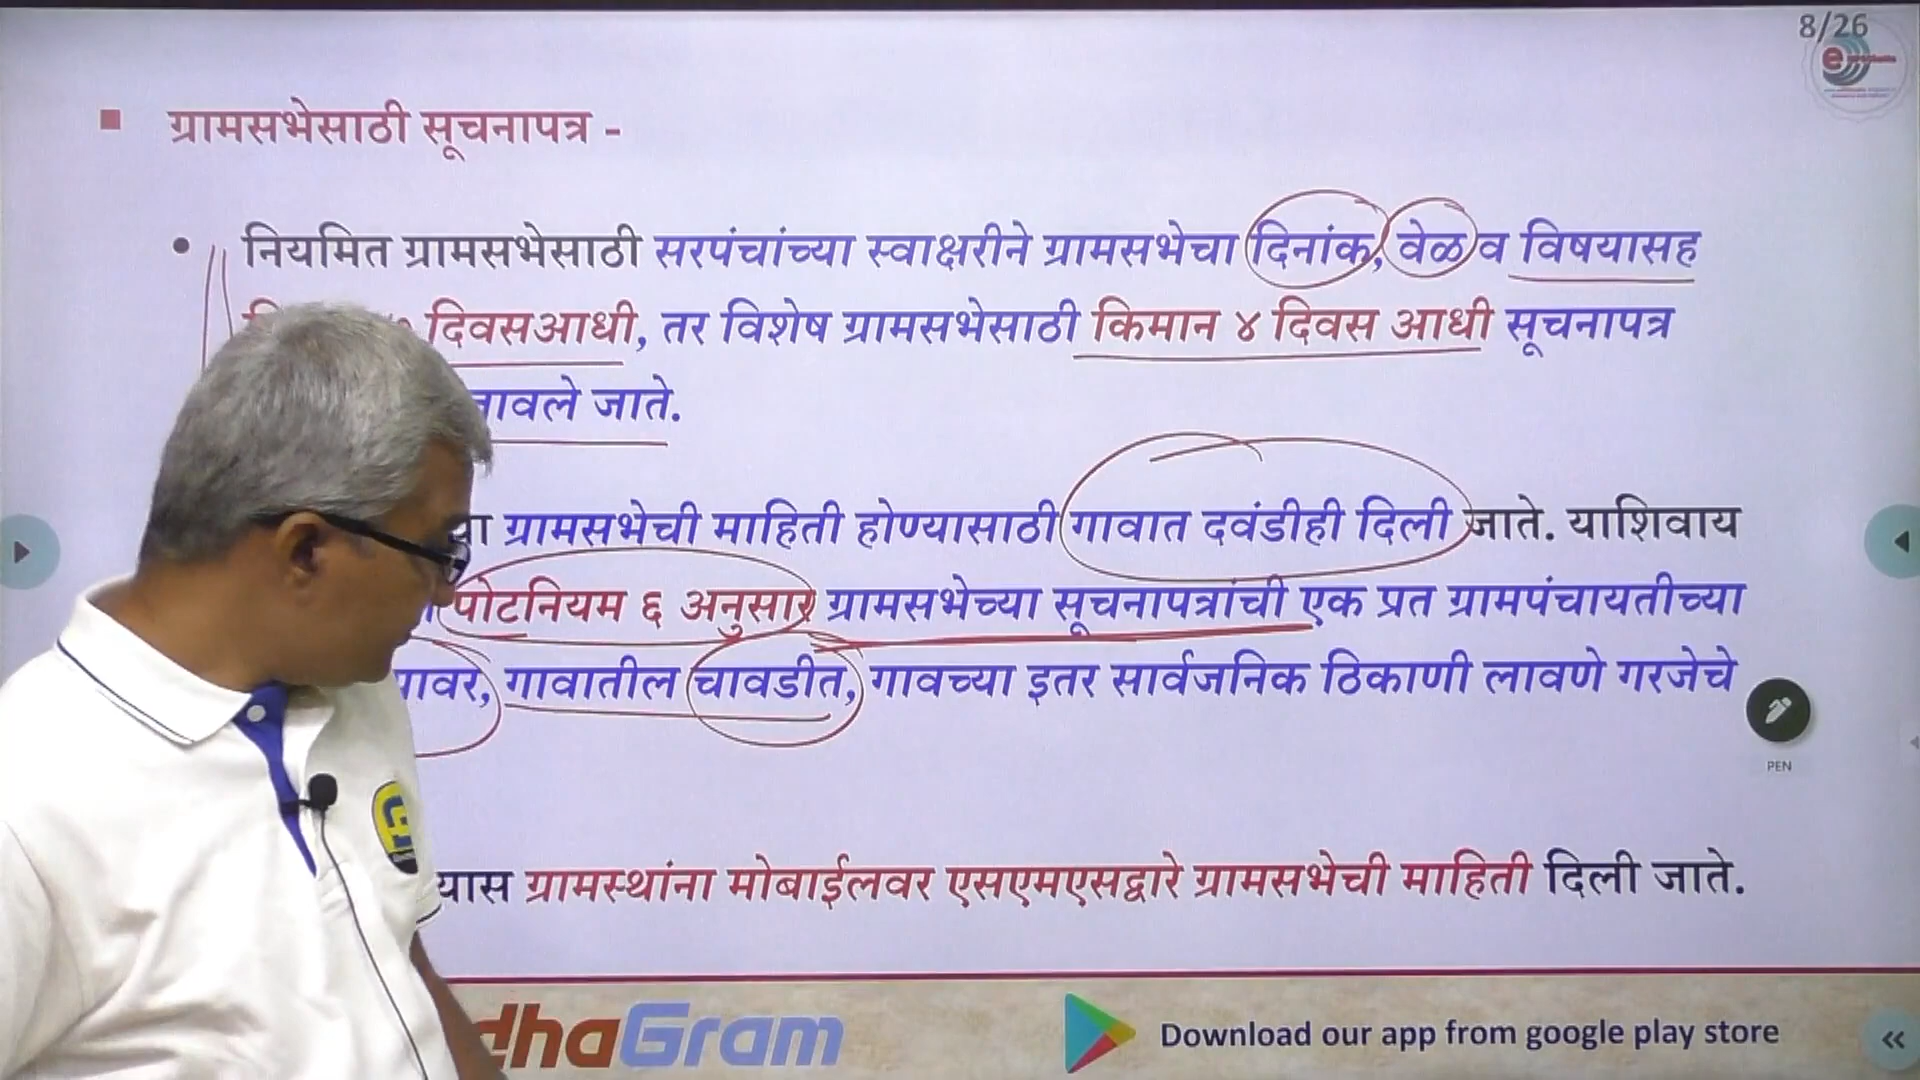 8/26
ग्रामसभेसाठी सूचनापत्र -
नियमित ग्रामसभेसाठी सरपंचांच्या स्वाक्षरीने ग्रामसभेचा दिनांक, वेळ व विषयासह
दिवसआधी, तर विशेष ग्रामसभेसाठी किमान ४ दिवस आधी सूचनापत्र
जाते.
ग्रामसभेची माहिती होण्यासाठी गावात दवंडीही दिली जाते. याशिवाय
पोटनियम ६ अनुसार ग्रामसभेच्या सूचनापत्रांची एक प्रत ग्रामपंचायतीच्या
गावातील चावडीत, गावच्या इतर सार्वजनिक ठिकाणी लावणे गरजेचे
PEN
ग्रामस्थांना मोबाईलवर एसएमएसद्वारे ग्रामसभेची माहिती दिली जाते.
dhaGram
Download our app from google play store